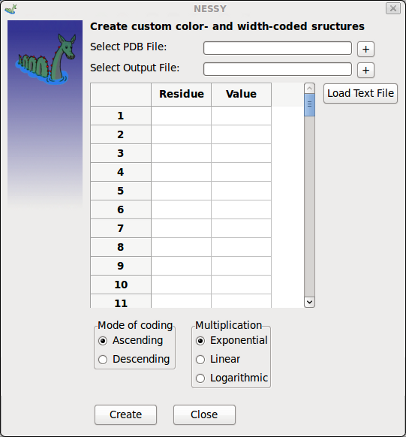 NESSY
Create custom color- and width-coded sructures
Select PDB File:
+
Select Output File:
+
Residue Value
Load Text File
1
2
3
4
5
6
7
8
9
10
11
Mode of coding
Ascending
Descending
Multiplication
Exponential
Linear
Logarithmic
Create
Close